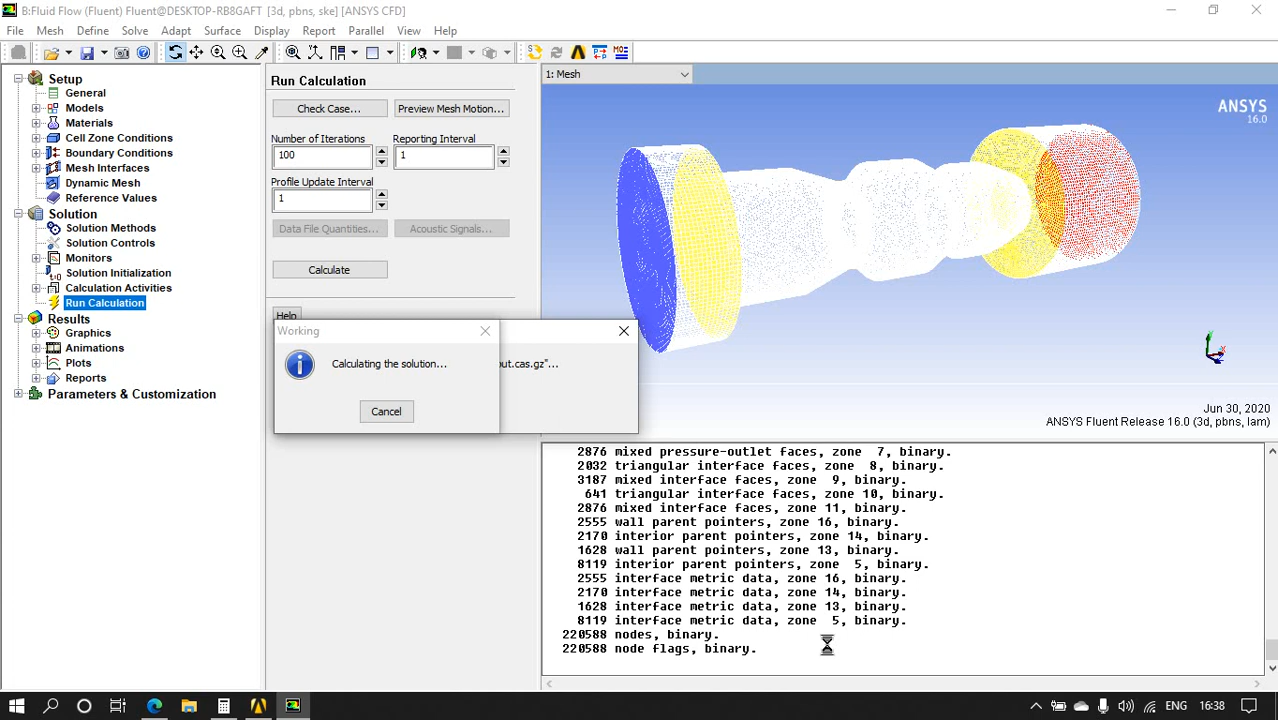 B:Fluid Flow (Fluent) Fluent@DESKTOP-RB8GAFT [3d, pbns, ske] [ANSYS CFD]
File Mesh Define Solve Adapt Surface Display Report Parallel View Help
Setup
General
Models
Materials
Cell Zone Conditions
Boundary Conditions
Mesh Interfaces
Dynamic Mesh
Reference Values
Solution
Solution Methods
Solution Controls
Monitors
Solution Initialization
Calculation Activities
Run Calculation
Results
Graphics
Animations
Plots
Reports
Parameters & Customization
Run Calculation
Check Case... Preview Mesh Motion...
Number of Iterations Reporting Interval
100 1
Profile Update Interval
1
Data File Quantities... Acoustic Signals...
Calculate
Help
Working
Calculating the solution...
Cancel
out.cas.gz"...
1: Mesh
ANSYS
16.0
Jun 30, 2020
ANSYS Fluent Release 16.0 (3d, pbns, lam)
2876 mixed pressure-outlet faces, zone 7, binary.
2032 triangular interface faces, zone 8, binary.
3187 mixed interface faces, zone 9, binary.
641 triangular interface faces, zone 10, binary.
2876 mixed interface faces, zone 11, binary.
2555 wall parent pointers, zone 16, binary.
2170 interior parent pointers, zone 14, binary.
1628 wall parent pointers, zone 13, binary.
8119 interior parent pointers, zone 5, binary.
2555 interface metric data, zone 16, binary.
2170 interface metric data, zone 14, binary.
1628 interface metric data, zone 13, binary.
8119 interface metric data, zone 5, binary.
220588 nodes, binary.
220588 node flags, binary.
ENG 16:38